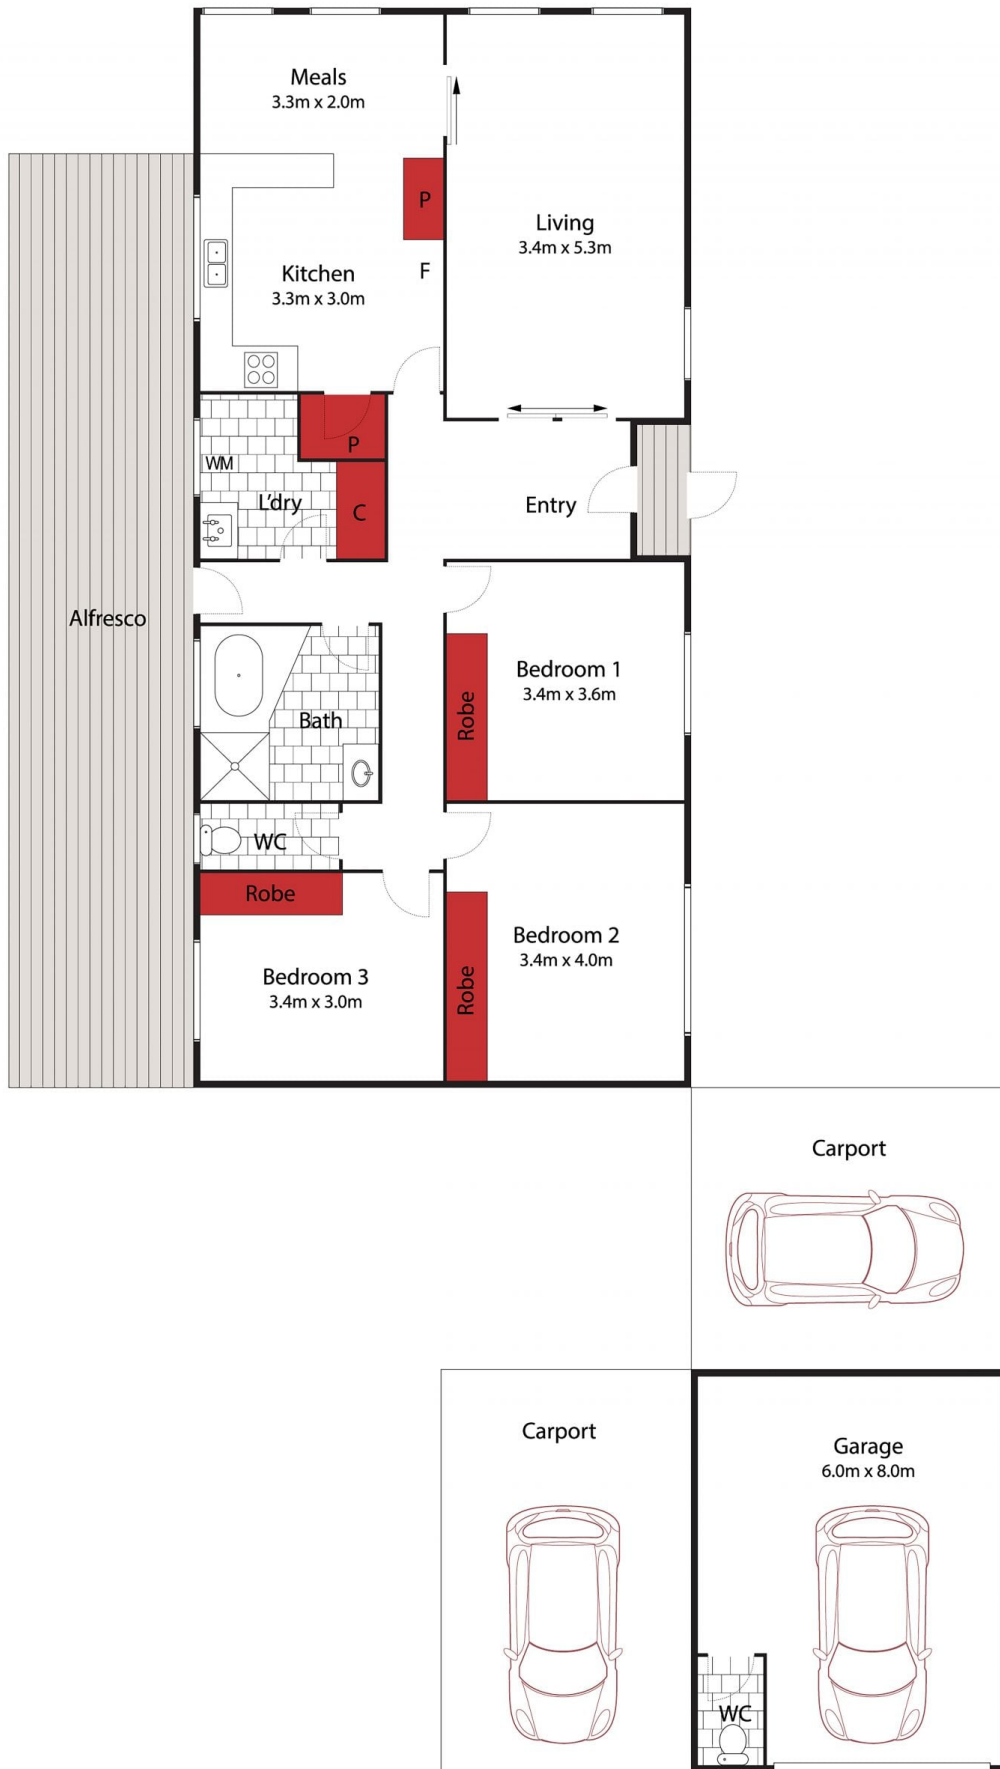 Meals
3.3m x 2.0m
P
Living
3.4m x 5.3m
F
Kitchen
3.3m x 3.0m
P
WM
L'dry
C
Entry
Alfresco
Bedroom 1
3.4m x 3.6m
Robe
Bath
WC
Robe
Bedroom 2
3.4m x 4.0m
Robe
Bedroom 3
3.4m x 3.0m
Carport
Carport
Garage
6.0m x 8.0m
WC